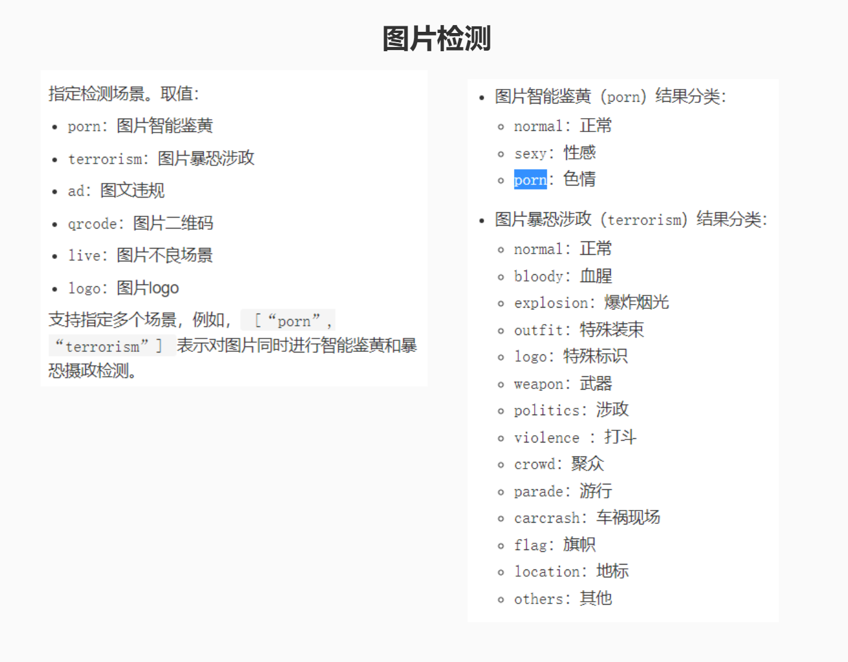 图片检测
指定检测场景。取值：
• porn：图片智能鉴黄
• terrorism：图片暴恐涉政
• ad：图文违规
• qrcode：图片二维码
• live：图片不良场景
• logo：图片logo
支持指定多个场景，例如， [“porn”,
“terrorism”] 表示对图片同时进行智能鉴黄和暴
恐摄政检测。
• 图片智能鉴黄（porn）结果分类：
◦ normal：正常
◦ sexy：性感
◦ porn：色情
• 图片暴恐涉政（terrorism）结果分类：
◦ normal：正常
◦ bloody：血腥
◦ explosion：爆炸烟光
◦ outfit：特殊装束
◦ logo：特殊标识
◦ weapon：武器
◦ politics：涉政
◦ violence ：打斗
◦ crowd：聚众
◦ parade：游行
◦ carcrash：车祸现场
◦ flag：旗帜
◦ location：地标
◦ others：其他